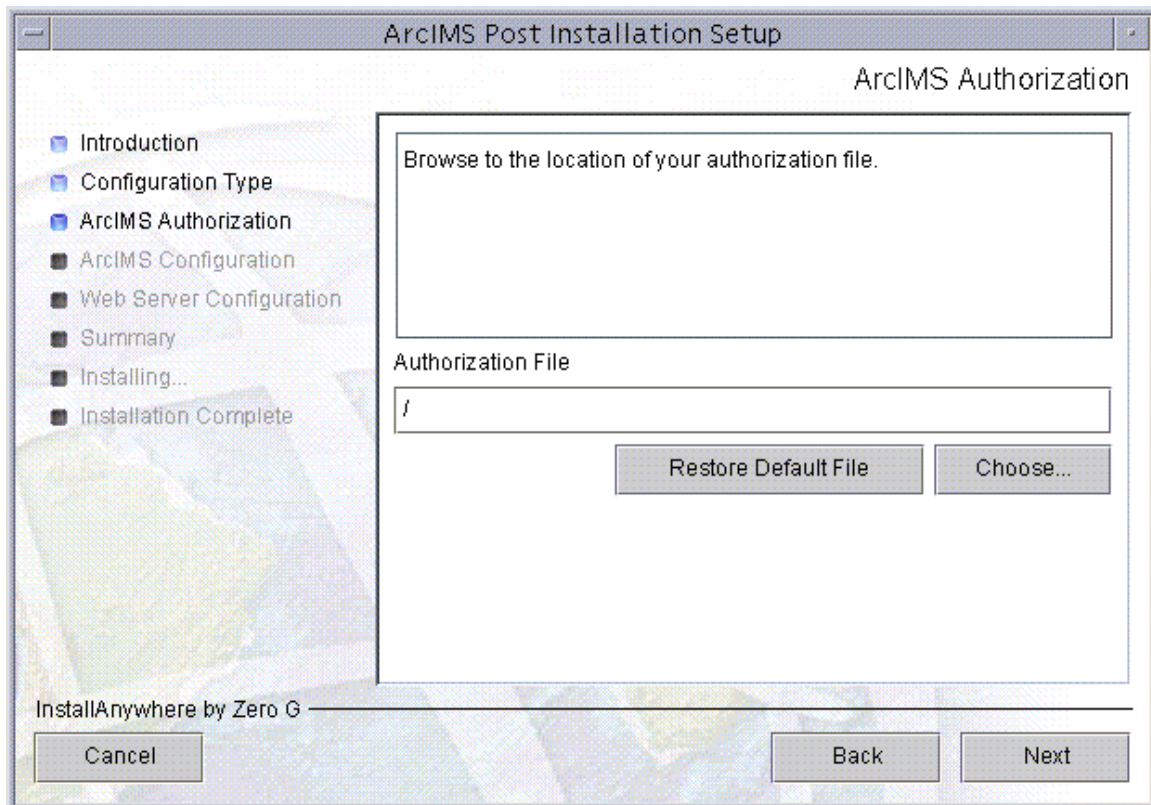 ArcIMS Post Installation Setup
ArcIMS Authorization
Introduction
Configuration Type
ArcIMS Authorization
ArcIMS Configuration
Web Server Configuration
Summary
Installing...
Installation Complete
Browse to the location of your authorization file.
Authorization File
/
Restore Default File
Choose...
InstallAnywhere by Zero G
Cancel
Back
Next